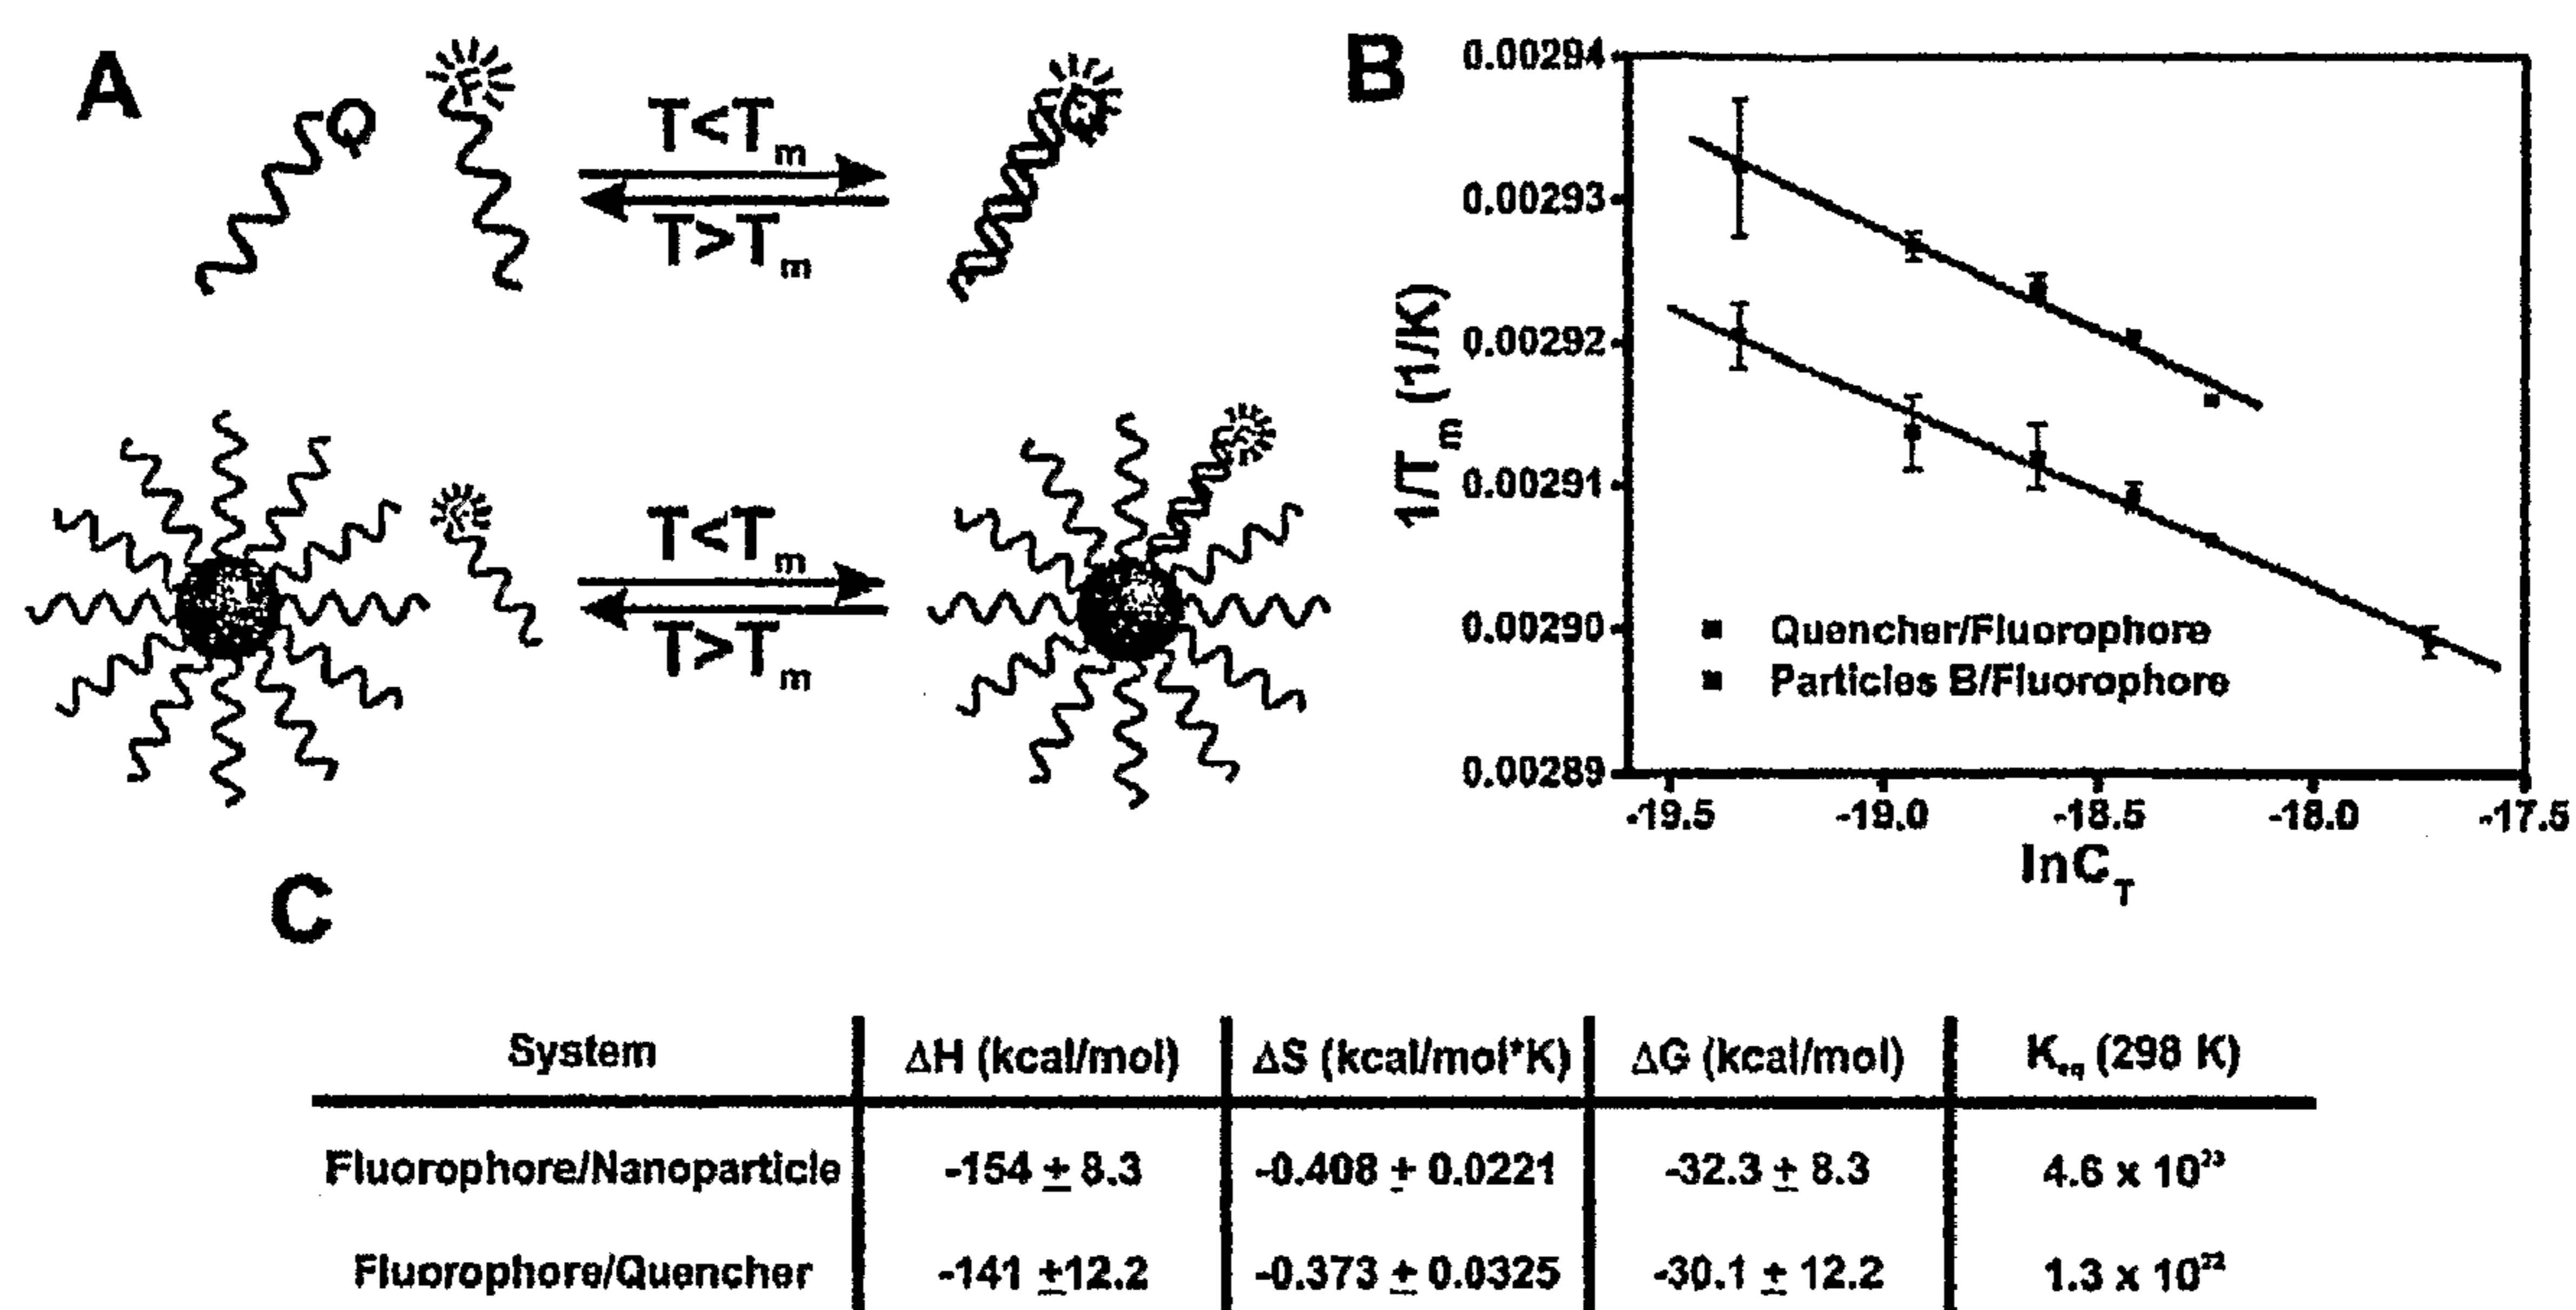 A
Q
F
T<Tm
T>Tm
Q
F
T<Tm
T>Tm
B
1/Tm (1/K)
0.00294
0.00293
0.00292
0.00291
0.00290
0.00289
Quencher/Fluorophore
Particles B/Fluorophore
-19.5 -19.0 -18.5 -18.0 -17.5
lnCT
C
System ΔH (kcal/mol) ΔS (kcal/mol*K) ΔG (kcal/mol) Keq (298 K)
Fluorophore/Nanoparticle -154 ± 8.3 -0.408 ± 0.0221 -32.3 ± 8.3 4.6 x 10²³
Fluorophore/Quencher -141 ±12.2 -0.373 ± 0.0325 -30.1 ± 12.2 1.3 x 10²²